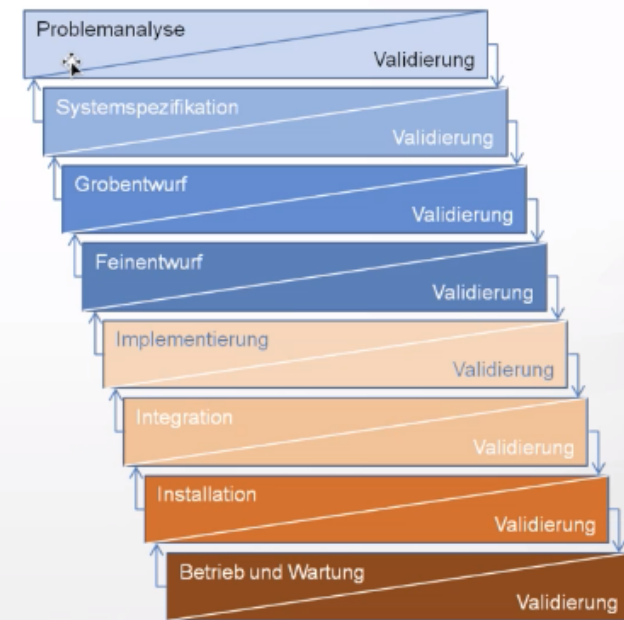 Problemanalyse
Validierung
Systemspezifikation
Validierung
Grobentwurf
Validierung
Feinentwurf
Validierung
Implementierung
Validierung
Integration
Validierung
Installation
Validierung
Betrieb und Wartung
Validierung